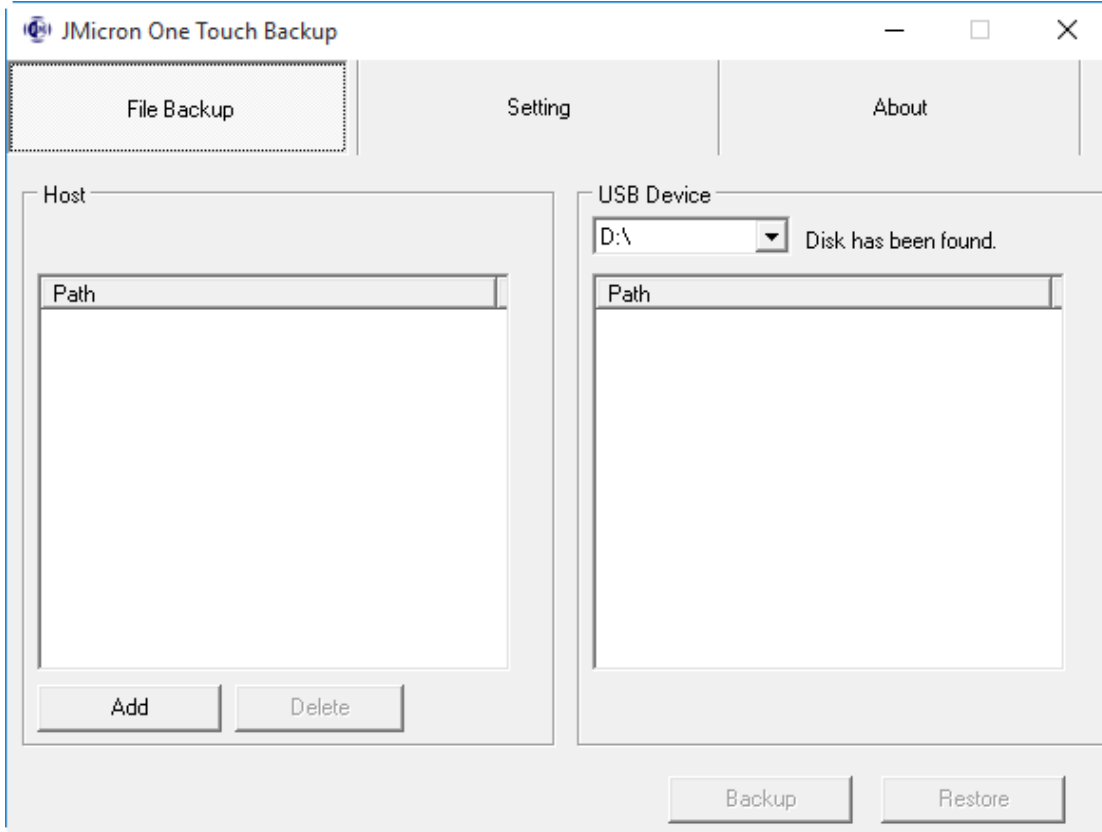 JMicron One Touch Backup
File Backup
Setting
About
Host
USB Device
D:\
Disk has been found.
Path
Path
Add
Delete
Backup
Restore